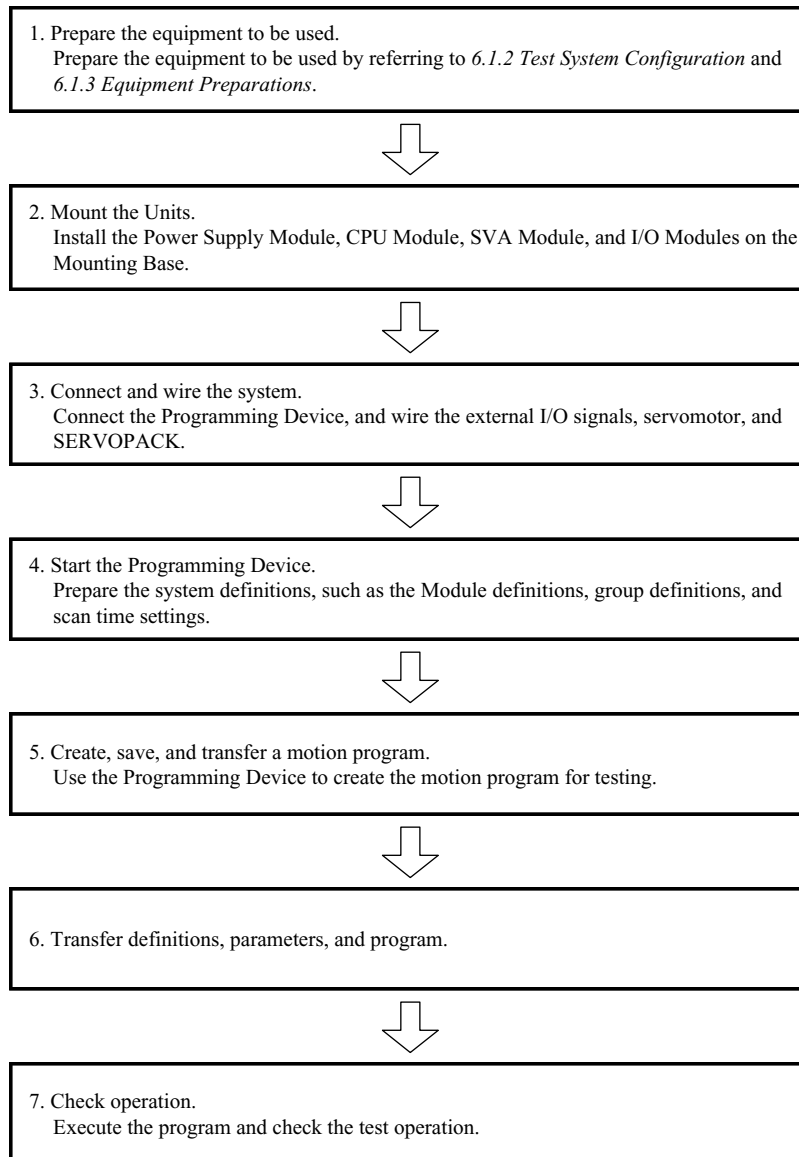 1. Prepare the equipment to be used.
Prepare the equipment to be used by referring to 6.1.2 Test System Configuration and
6.1.3 Equipment Preparations.
2. Mount the Units.
Install the Power Supply Module, CPU Module, SVA Module, and I/O Modules on the
Mounting Base.
3. Connect and wire the system.
Connect the Programming Device, and wire the external I/O signals, servomotor, and
SERVOPACK.
4. Start the Programming Device.
Prepare the system definitions, such as the Module definitions, group definitions, and
scan time settings.
5. Create, save, and transfer a motion program.
Use the Programming Device to create the motion program for testing.
6. Transfer definitions, parameters, and program.
7. Check operation.
Execute the program and check the test operation.